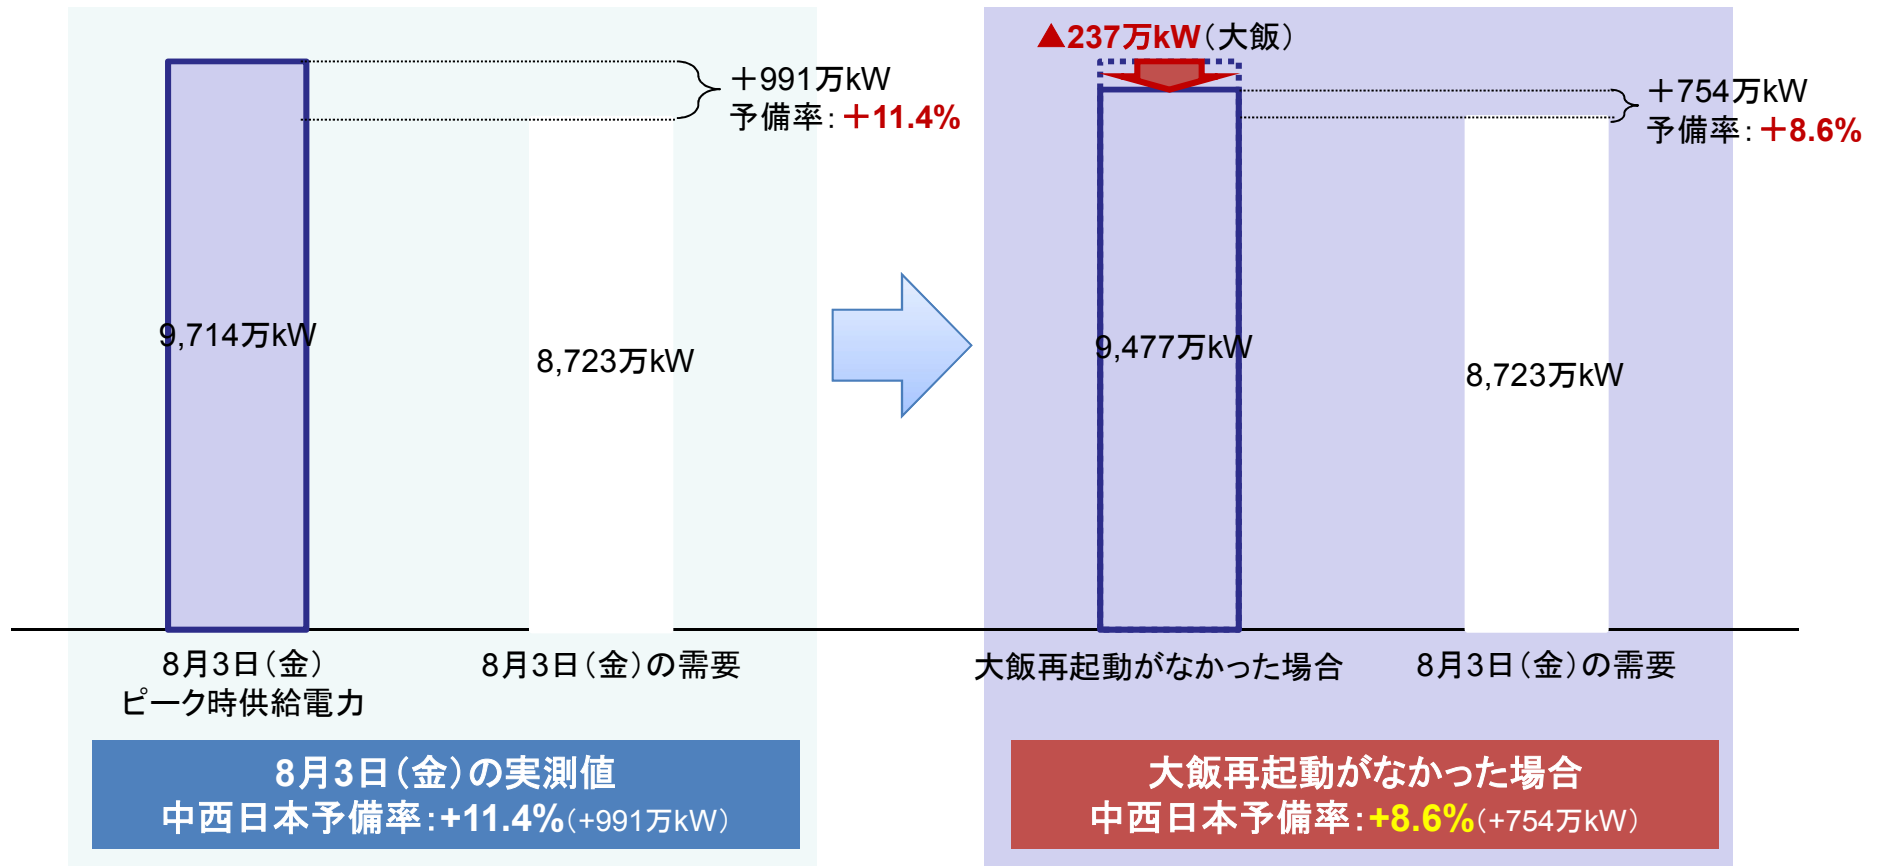 ＋991万kW
予備率：＋11.4%
9,714万kW
8,723万kW
8月3日（金）
ピーク時供給電力
8月3日（金）の需要
8月3日（金）の実測値
中西日本予備率：+11.4%（+991万kW）
▲237万kW（大飯）
＋754万kW
予備率：＋8.6%
9,477万kW
8,723万kW
大飯再起動がなかった場合
8月3日（金）の需要
大飯再起動がなかった場合
中西日本予備率：+8.6%（+754万kW）